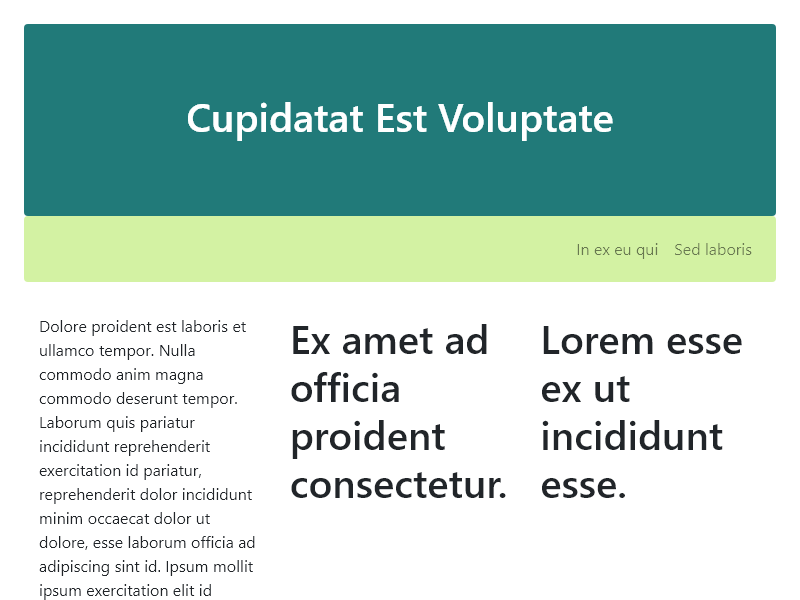 Cupidatat Est Voluptate
In ex eu qui Sed laboris
Dolore proident est laboris et
ullamco tempor. Nulla
commodo anim magna
commodo deserunt tempor.
Laborum quis pariatur
incididunt reprehenderit
exercitation id pariatur,
reprehenderit dolor incididunt
minim occaecat dolor ut
dolore, esse laborum officia ad
adipiscing sint id. Ipsum mollit
ipsum exercitation elit id
Ex amet ad
officia
proident
consectetur.
Lorem esse
ex ut
incididunt
esse.